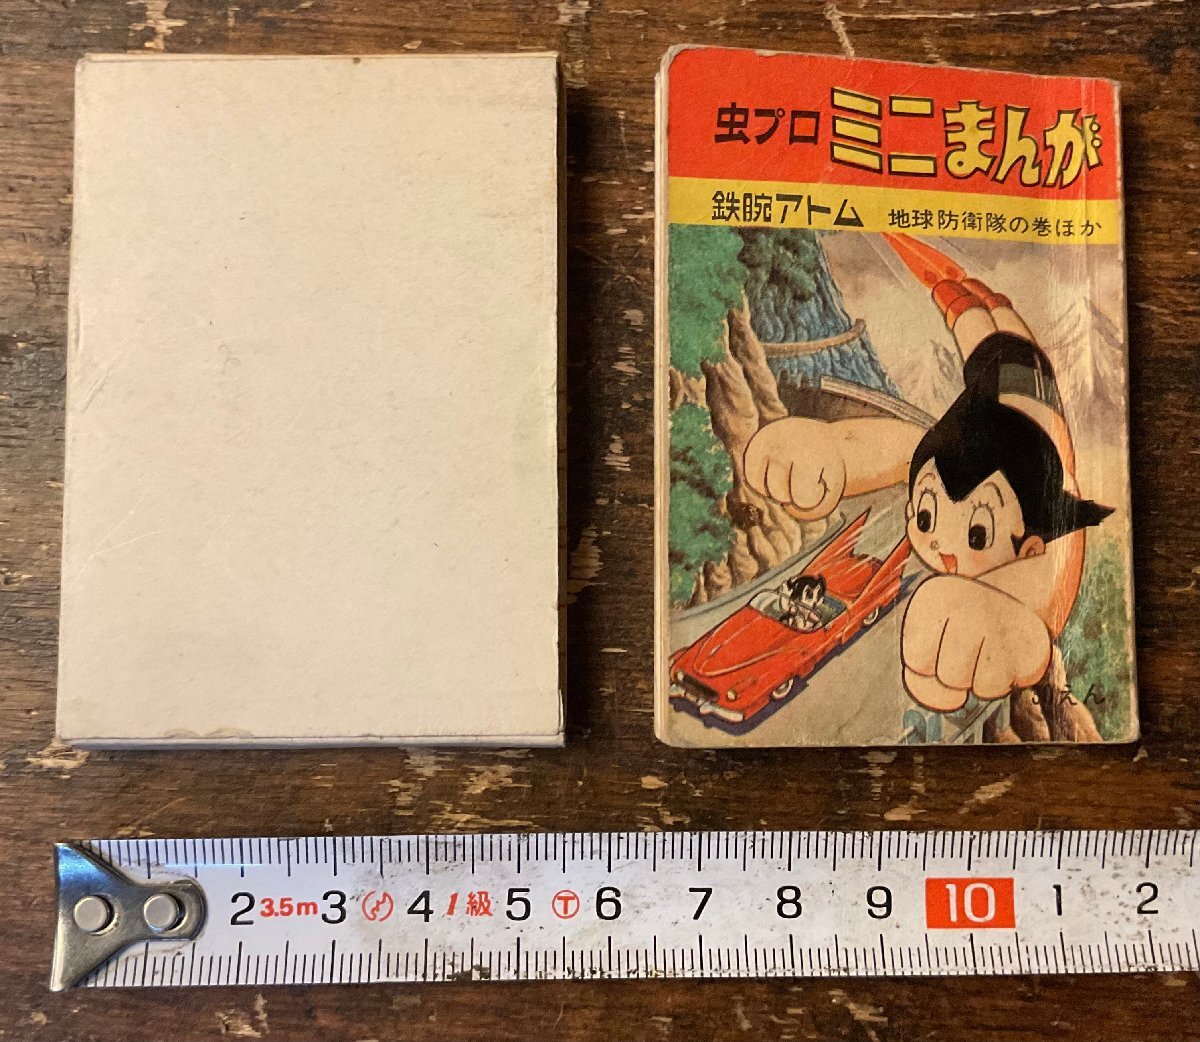 虫プロ ミニまんが
鉄腕アトム 地球防衛隊の巻ほか
2 3.5m 3 4 1級 5 6 7 8 9 10 1 2